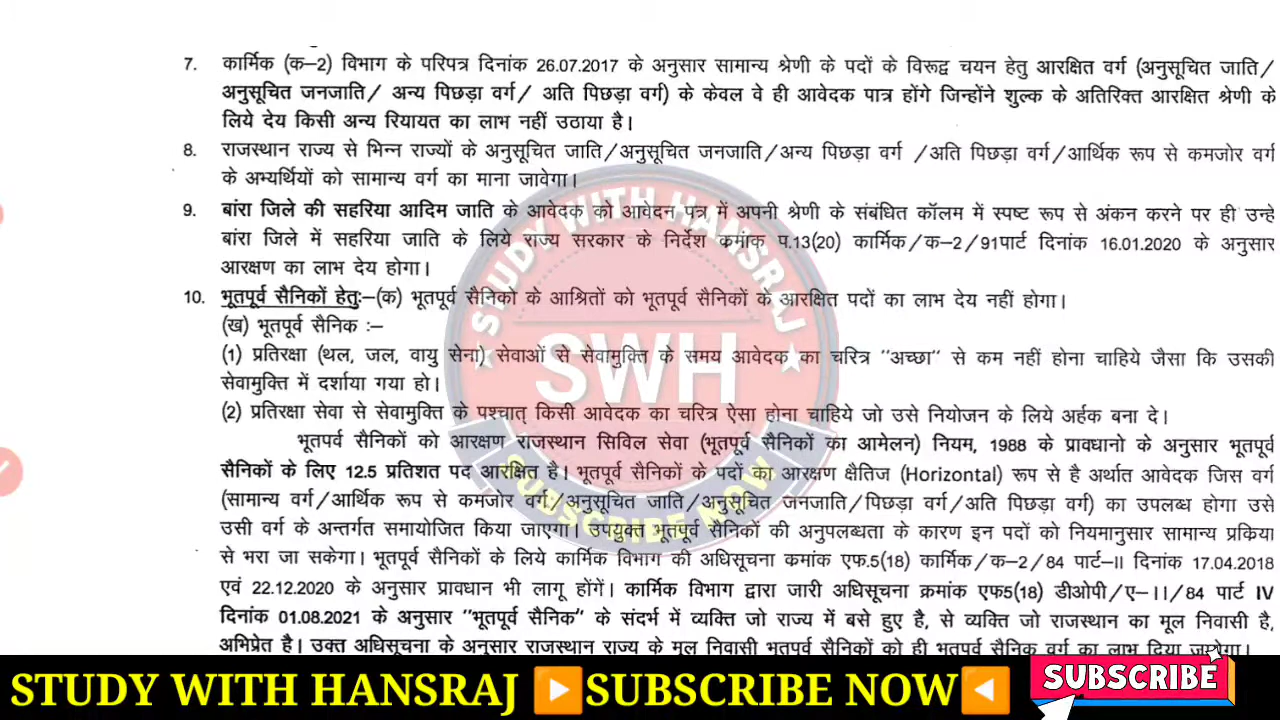 7. कार्मिक (क–2) विभाग के परिपत्र दिनांक 26.07.2017 के अनुसार सामान्य श्रेणी के पदों के विरूद्व चयन हेतु आरक्षित वर्ग (अनुसूचित जाति/
अनुसूचित जनजाति/ अन्य पिछड़ा वर्ग/ अति पिछड़ा वर्ग) के केवल वे ही आवेदक पात्र होंगे जिन्होंने शुल्क के अतिरिक्त आरक्षित श्रेणी के
लिये देय किसी अन्य रियायत का लाभ नहीं उठाया है।
8. राजस्थान राज्य से भिन्न राज्यों के अनुसूचित जाति/अनुसूचित जनजाति/अन्य पिछड़ा वर्ग /अति पिछड़ा वर्ग/आर्थिक रूप से कमजोर वर्ग
के अभ्यर्थियों को सामान्य वर्ग का माना जावेगा।
9. बांरा जिले की सहरिया आदिम जाति के आवेदक को आवेदन पत्र में अपनी श्रेणी के संबंधित कॉलम में स्पष्ट रूप से अंकन करने पर ही उन्हे
बांरा जिले में सहरिया जाति के लिये राज्य सरकार के निर्देश कमांक प.13(20) कार्मिक/क–2/91पार्ट दिनांक 16.01.2020 के अनुसार
आरक्षण का लाभ देय होगा।
10. भूतपूर्व सैनिकों हेतुः–(क) भूतपूर्व सैनिकों के आश्रितों को भूतपूर्व सैनिकों के आरक्षित पदों का लाभ देय नहीं होगा।
(ख) भूतपूर्व सैनिक :–
(1) प्रतिरक्षा (थल, जल, वायु सेना) सेवाओं से सेवामुक्ति के समय आवेदक का चरित्र "अच्छा" से कम नहीं होना चाहिये जैसा कि उसकी
सेवामुक्ति में दर्शाया गया हो।
(2) प्रतिरक्षा सेवा से सेवामुक्ति के पश्चात् किसी आवेदक का चरित्र ऐसा होना चाहिये जो उसे नियोजन के लिये अर्हक बना दे।
भूतपर्व सैनिकों को आरक्षण राजस्थान सिविल सेवा (भूतपूर्व सैनिकों का आमेलन) नियम, 1988 के प्रावधानो के अनुसार भूतपूर्व
सैनिकों के लिए 12.5 प्रतिशत पद आरक्षित है। भूतपूर्व सैनिकों के पदों का आरक्षण क्षैतिज (Horizontal) रूप से है अर्थात आवेदक जिस वर्ग
(सामान्य वर्ग/आर्थिक रूप से कमजोर वर्ग/अनुसूचित जाति/अनुसूचित जनजाति/पिछड़ा वर्ग/अति पिछड़ा वर्ग) का उपलब्ध होगा उसे
उसी वर्ग के अन्तर्गत समायोजित किया जाएगा। उपयुक्त भूतपूर्व सैनिकों की अनुपलब्धता के कारण इन पदों को नियमानुसार सामान्य प्रकिया
से भरा जा सकेगा। भूतपूर्व सैनिकों के लिये कार्मिक विभाग की अधिसूचना कमांक एफ.5(18) कार्मिक/क–2/84 पार्ट–II दिनांक 17.04.2018
एवं 22.12.2020 के अनुसार प्रावधान भी लागू होंगें। कार्मिक विभाग द्वारा जारी अधिसूचना क्रमांक एफ5(18) डीओपी/ए–।।/84 पार्ट IV
दिनांक 01.08.2021 के अनुसार "भूतपूर्व सैनिक" के संदर्भ में व्यक्ति जो राज्य में बसे हुए है, से व्यक्ति जो राजस्थान का मूल निवासी है,
अभिप्रेत है। उक्त अधिसूचना के अनुसार राजस्थान राज्य के मूल निवासी भूतपूर्व सैनिकों को ही भूतपूर्व सैनिक वर्ग का लाभ दिया जायेगा।
STUDY WITH HANSRAJ
SWH
SUBSCRIBE NOW
STUDY WITH HANSRAJ ▶ SUBSCRIBE NOW ◀ SUBSCRIBE